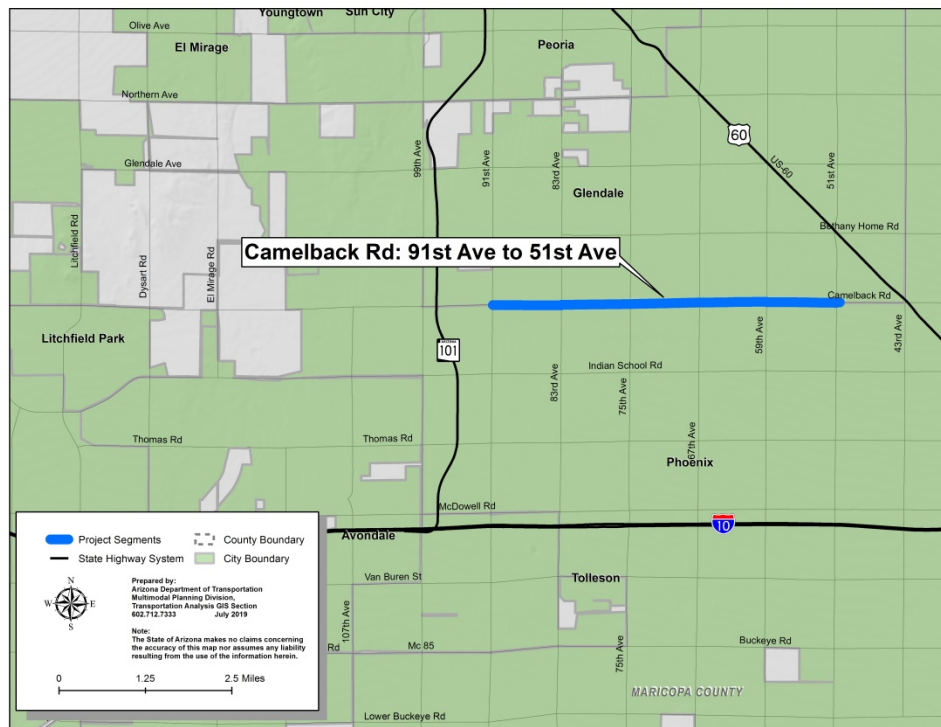 Youngtown
Sun City
Olive Ave
El Mirage
Peoria
Northern Ave
60
99th Ave
91st Ave
83rd Ave
US-60
51st Ave
Glendale Ave
Glendale
Litchfield Rd
Dysart Rd
El Mirage Rd
Bethany Home Rd
Camelback Rd: 91st Ave to 51st Ave
Camelback Rd
Litchfield Park
ARIZONA
101
59th Ave
43rd Ave
Indian School Rd
83rd Ave
75th Ave
67th Ave
Thomas Rd
Thomas Rd
Phoenix
McDowell Rd
10
Avondale
Project Segments
County Boundary
State Highway System
City Boundary
Van Buren St
Tolleson
N
W
E
S
Prepared by:
Arizona Department of Transportation
Multimodal Planning Division,
Transportation Analysis GIS Section
602.712.7333 July 2019
Note:
The State of Arizona makes no claims concerning
the accuracy of this map nor assumes any liability
resulting from the use of the information herein.
0 1.25 2.5 Miles
107th Ave
Rd
Mc 85
75th Ave
Buckeye Rd
MARICOPA COUNTY
Lower Buckeye Rd